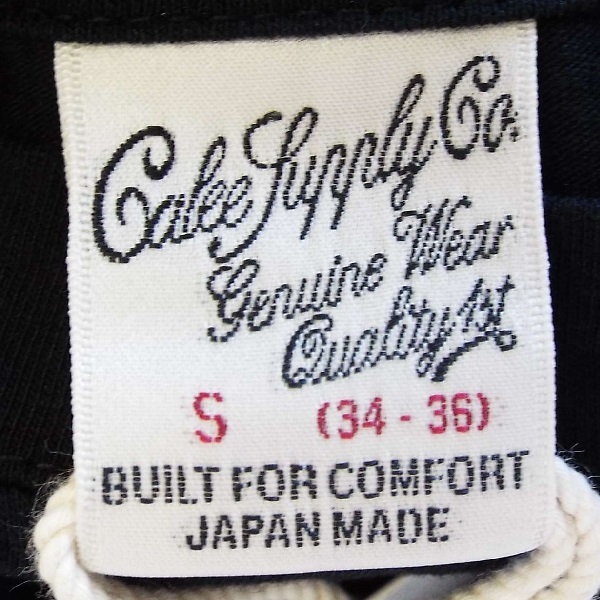 Calee Supply Co.
Genuine Wear
Quality 1st
S (34 - 36)
BUILT FOR COMFORT
JAPAN MADE